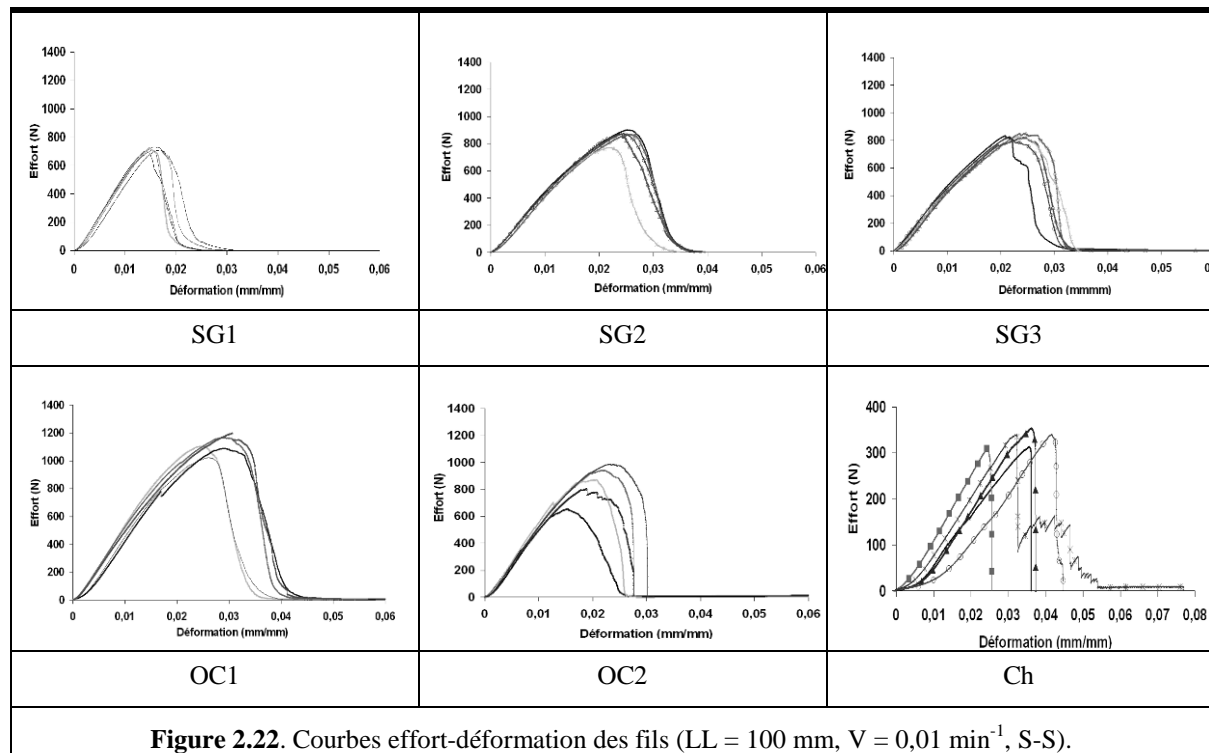 1400
1200
1000
800
600
400
200
0
Effort (N)
0 0,01 0,02 0,03 0,04 0,05 0,06
Déformation (mm/mm)
SG1
1400
1200
1000
800
600
400
200
0
Effort (N)
0 0,01 0,02 0,03 0,04 0,05 0,06
Déformation (mm/mm)
SG2
1400
1200
1000
800
600
400
200
0
Effort (N)
0 0,01 0,02 0,03 0,04 0,05 0
Déformation (mmmm)
SG3
1400
1200
1000
800
600
400
200
0
Effort (N)
0 0,01 0,02 0,03 0,04 0,05 0,06
Déformation (mm/mm)
OC1
1400
1200
1000
800
600
400
200
0
Effort (N)
0 0,01 0,02 0,03 0,04 0,05 0,06
Déformation (mm/mm)
OC2
400
300
200
100
0
Effort (N)
0 0,01 0,02 0,03 0,04 0,05 0,06 0,07 0,08
Déformation (mm/mm)
Ch
Figure 2.22. Courbes effort-déformation des fils (LL = 100 mm, V = 0,01 min⁻¹, S-S).